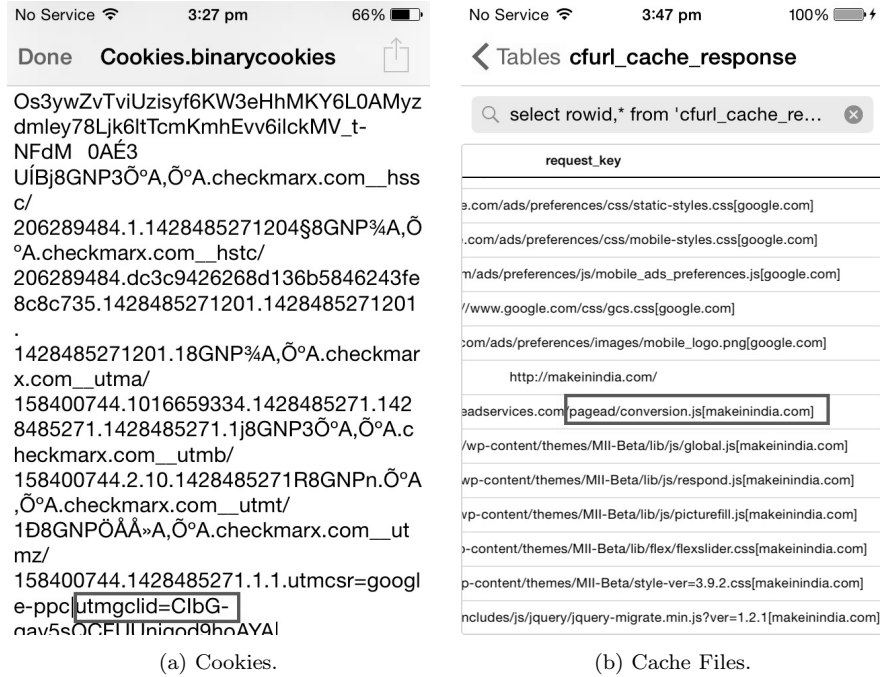 No Service 3:27 pm 66%
Done Cookies.binarycookies
Os3ywZvTviUzisyf6KW3eHhMKY6L0AMyz
dmley78Ljk6ltTcmKmhEvv6ilckMV_t-
NFdM 0AÉ3
UÍBj8GNP3ÕºA,ÕºA.checkmarx.com__hss
c/
206289484.1.1428485271204§8GNP¾A,Õ
ºA.checkmarx.com__hstc/
206289484.dc3c9426268d136b5846243fe
8c8c735.1428485271201.1428485271201
.
1428485271201.18GNP¾A,ÕºA.checkmar
x.com__utma/
158400744.1016659334.1428485271.142
8485271.1428485271.1j8GNP3ÕºA,ÕºA.c
heckmarx.com__utmb/
158400744.2.10.1428485271R8GNPn.ÕºA
,ÕºA.checkmarx.com__utmt/
1Ð8GNPÖÅÅ»A,ÕºA.checkmarx.com__ut
mz/
158400744.1428485271.1.1.utmcsr=googl
e-ppc|utmgclid=CIbG-
(a) Cookies.
No Service 3:47 pm 100%
Tables cfurl_cache_response
select rowid,* from 'cfurl_cache_re...
request_key
e.com/ads/preferences/css/static-styles.css[google.com]
.com/ads/preferences/css/mobile-styles.css[google.com]
m/ads/preferences/js/mobile_ads_preferences.js[google.com]
//www.google.com/css/gcs.css[google.com]
com/ads/preferences/images/mobile_logo.png[google.com]
http://makeinindia.com/
eadservices.com/pagead/conversion.js[makeinindia.com]
/wp-content/themes/MII-Beta/lib/js/global.js[makeinindia.com]
wp-content/themes/MII-Beta/lib/js/respond.js[makeinindia.com]
wp-content/themes/MII-Beta/lib/js/picturefill.js[makeinindia.com]
p-content/themes/MII-Beta/lib/flex/flexslider.css[makeinindia.com]
p-content/themes/MII-Beta/style-ver=3.9.2.css[makeinindia.com]
ncludes/js/jquery/jquery-migrate.min.js?ver=1.2.1[makeinindia.com]
(b) Cache Files.